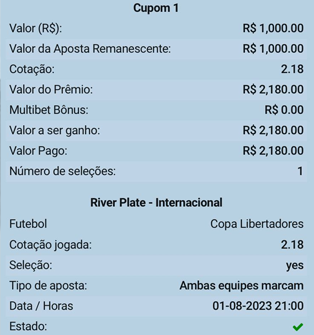 Cupom 1
Valor (R$): R$ 1,000.00
Valor da Aposta Remanescente: R$ 1,000.00
Cotação: 2.18
Valor do Prêmio: R$ 2,180.00
Multibet Bônus: R$ 0.00
Valor a ser ganho: R$ 2,180.00
Valor Pago: R$ 2,180.00
Número de seleções: 1
River Plate - Internacional
Futebol Copa Libertadores
Cotação jogada: 2.18
Seleção: yes
Tipo de aposta: Ambas equipes marcam
Data / Horas 01-08-2023 21:00
Estado: